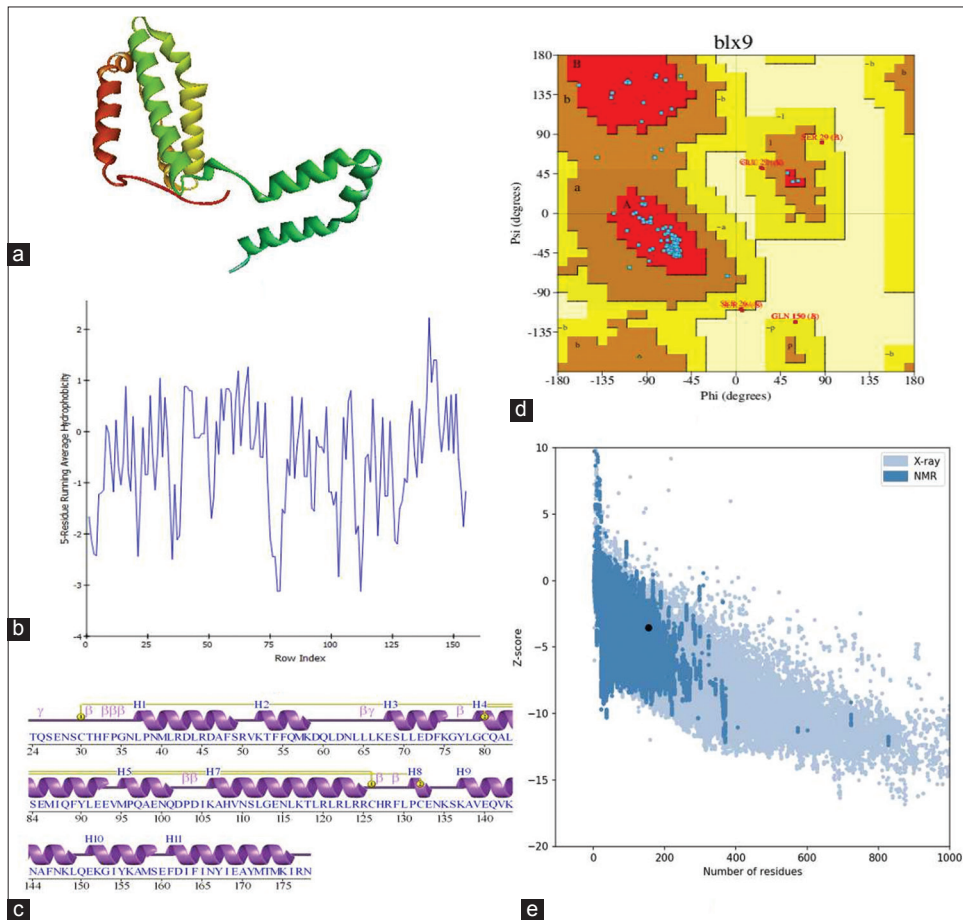 a
2
1
0
-1
-2
-3
-4
5-Residue Running Average Hydrophobicity
0
25
50
75
100
125
150
Row Index
b
γ β βββ H1 H2 βγ H3 β H4
TQSENSCTHFPGNLPNMLRDLRDAFSRVKTFFQMKDQLDNLLLKESLLEDFKGYLGCQAL
24 30 35 40 45 50 55 60 65 70 75 80
H5 ββ H7 β β H8 H9
SEMIQFYLEEVMPQAENQDPDIKAHVNSLGENLKTLRLRLRRCHRFLPCENKSKAVEQVK
84 90 95 100 105 110 115 120 125 130 135 140
H10 H11
NAFNKLQEKGIYKAMSEFDIFINYIEAYMTMKIRN
144 150 155 160 165 170 175
c
blx9
180
135
90
45
0
-45
-90
-135
Psi (degrees)
B
b
a
A
~b
~a
~l
l
SER 29 (A)
~b
b
~p
p
GLN 150 (B)
~b
b
~b
-180 -135 -90 -45 0 45 90 135 180
Phi (degrees)
d
10
5
0
-5
-10
-15
-20
Z-score
X-ray
NMR
0 200 400 600 800 1000
Number of residues
e